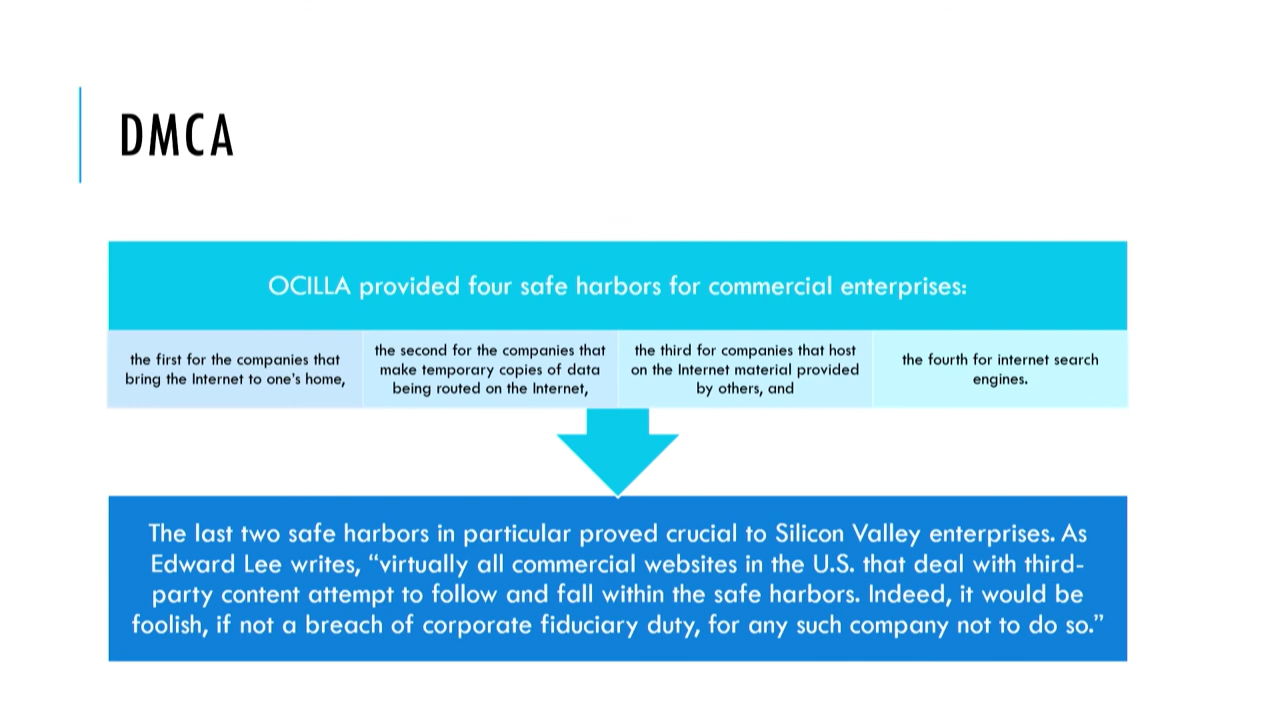 DMCA
OCILLA provided four safe harbors for commercial enterprises:
the first for the companies that
bring the Internet to one's home,
the second for the companies that
make temporary copies of data
being routed on the Internet,
the third for companies that host
on the Internet material provided
by others, and
the fourth for internet search
engines.
The last two safe harbors in particular proved crucial to Silicon Valley enterprises. As
Edward Lee writes, “virtually all commercial websites in the U.S. that deal with third-
party content attempt to follow and fall within the safe harbors. Indeed, it would be
foolish, if not a breach of corporate fiduciary duty, for any such company not to do so.”